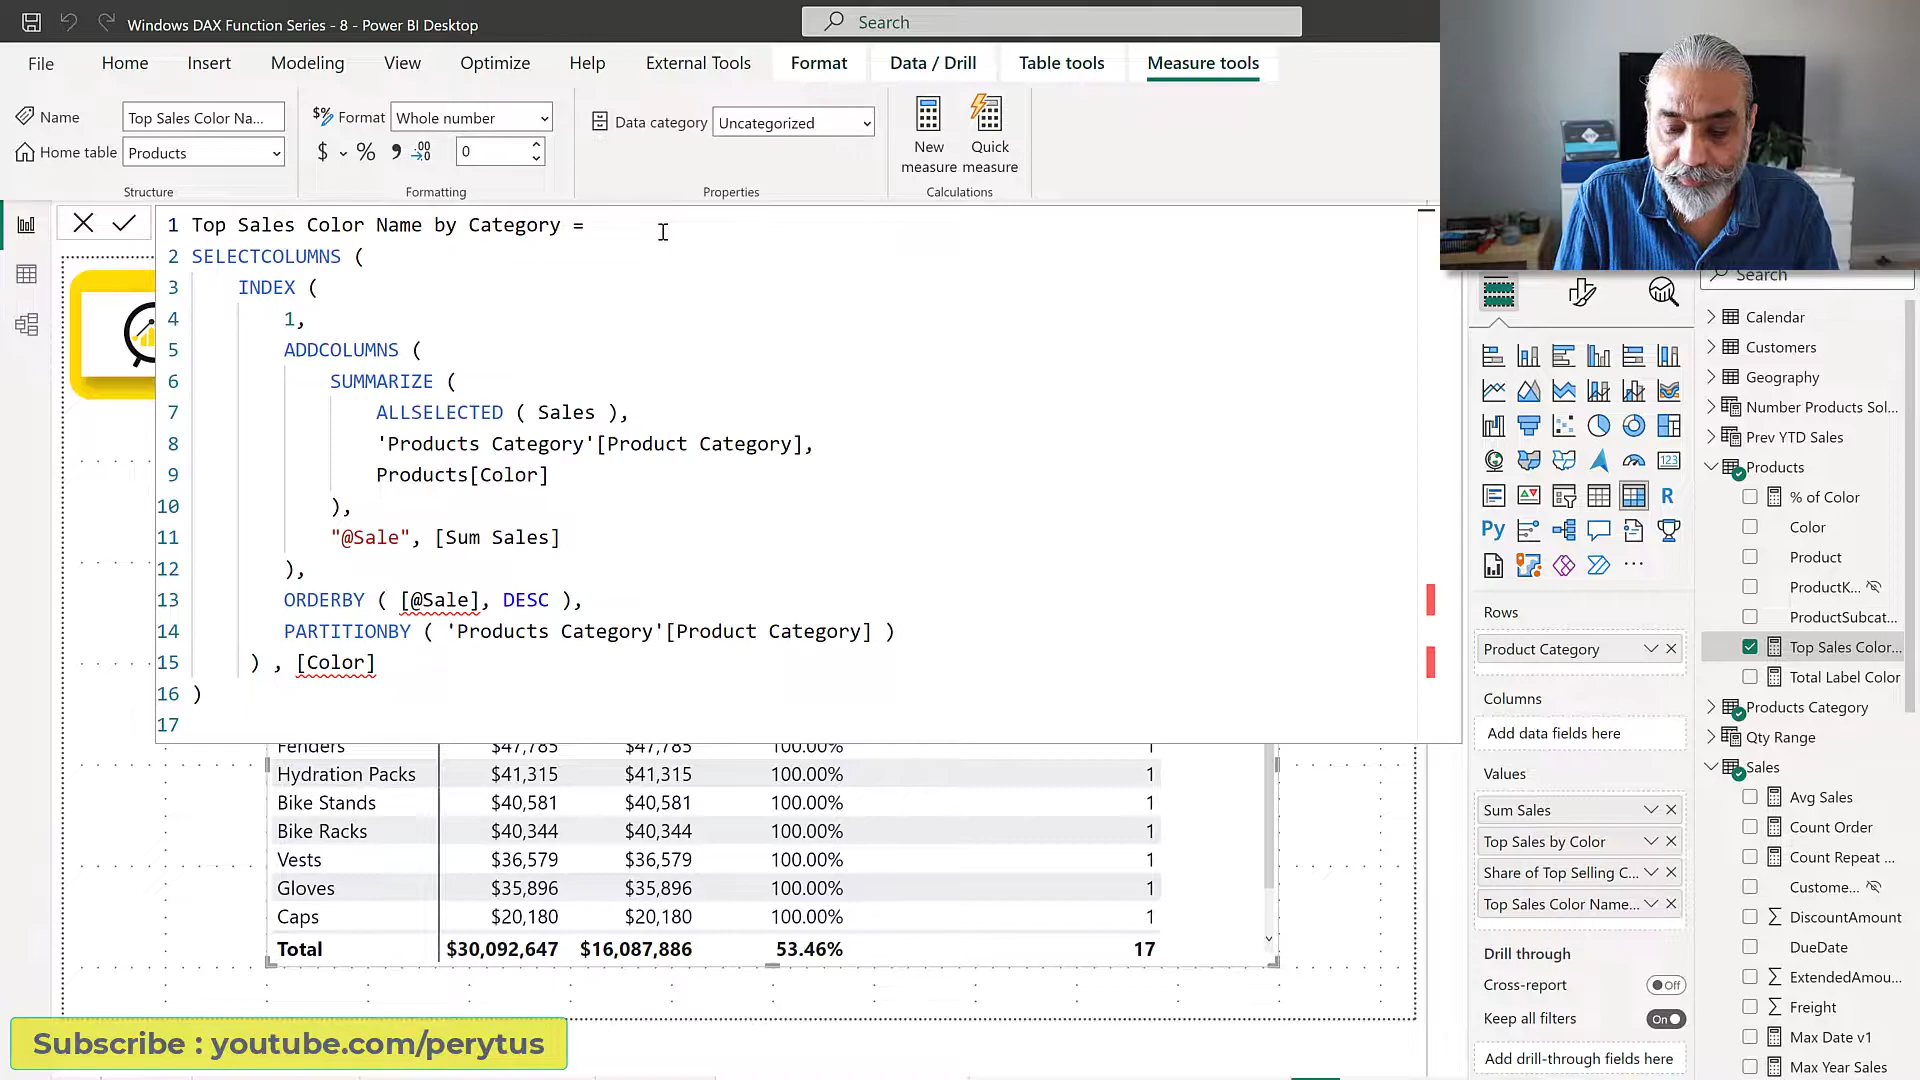 Windows DAX Function Series - 8 - Power BI Desktop
Search
File Home Insert Modeling View Optimize Help External Tools Format Data / Drill Table tools Measure tools
Name Top Sales Color Na...
Home table Products
Structure
$% Format Whole number
$ % 9 .00 0
Formatting
Data category Uncategorized
Properties
New measure
Quick measure
Calculations
1 Top Sales Color Name by Category =
2 SELECTCOLUMNS (
3 INDEX (
4 1,
5 ADDCOLUMNS (
6 SUMMARIZE (
7 ALLSELECTED ( Sales ),
8 'Products Category'[Product Category],
9 Products[Color]
10 ),
11 "@Sale", [Sum Sales]
12 ),
13 ORDERBY ( [@Sale], DESC ),
14 PARTITIONBY ( 'Products Category'[Product Category] )
15 ) , [Color]
16 )
17
Fenders $47,785 $47,785 100.00% 1
Hydration Packs $41,315 $41,315 100.00% 1
Bike Stands $40,581 $40,581 100.00% 1
Bike Racks $40,344 $40,344 100.00% 1
Vests $36,579 $36,579 100.00% 1
Gloves $35,896 $35,896 100.00% 1
Caps $20,180 $20,180 100.00% 1
Total $30,092,647 $16,087,886 53.46% 17
Subscribe : youtube.com/perytus
123
R
Py
Rows
Product Category
Columns
Add data fields here
Values
Sum Sales
Top Sales by Color
Share of Top Selling C...
Top Sales Color Name...
Drill through
Cross-report Off
Keep all filters On
Add drill-through fields here
Search
Calendar
Customers
Geography
Number Products Sol...
Prev YTD Sales
Products
% of Color
Color
Product
ProductK...
ProductSubcat...
Top Sales Color...
Total Label Color
Products Category
Qty Range
Sales
Avg Sales
Count Order
Count Repeat ...
Custome...
DiscountAmount
DueDate
ExtendedAmou...
Freight
Max Date v1
Max Year Sales